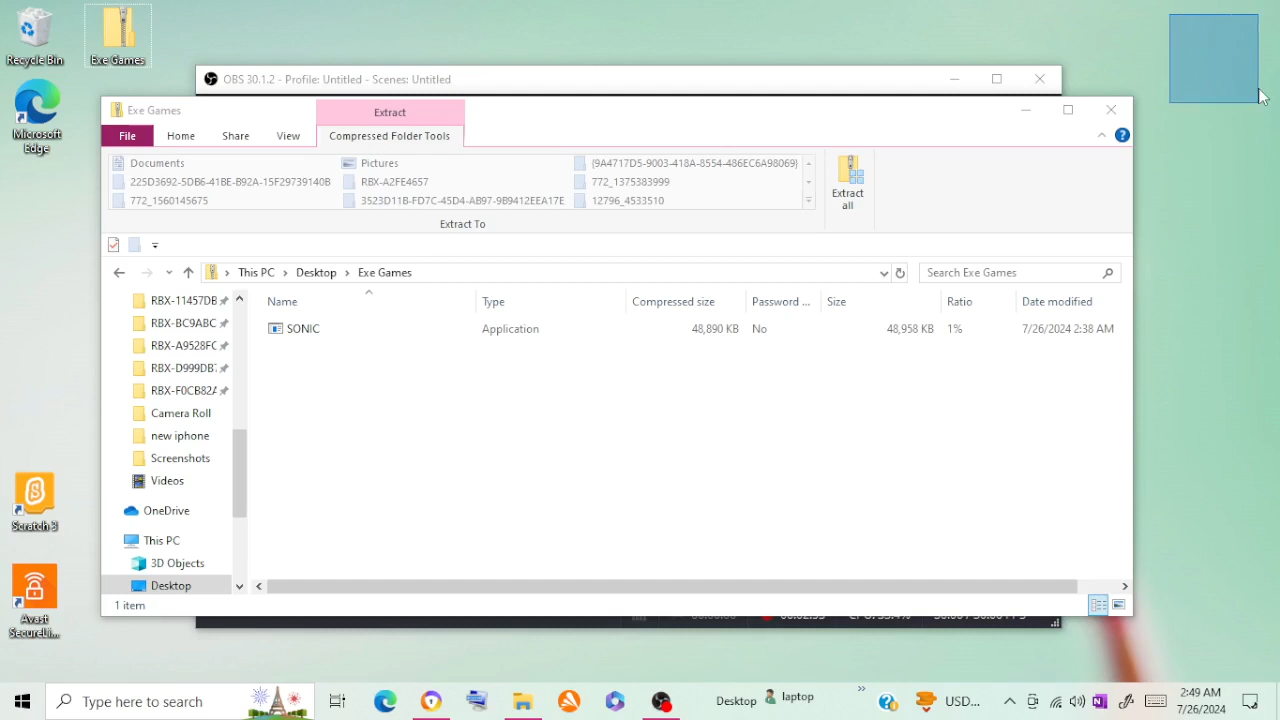 Recycle Bin
Exe Games
Microsoft
Edge
Scratch 3
Avast
SecureLi...
OBS 30.1.2 - Profile: Untitled - Scenes: Untitled
Exe Games
Extract
File
Home
Share
View
Compressed Folder Tools
Documents
Pictures
{9A4717D5-9003-418A-8554-486EC6A98069}
225D3692-5DB6-41BE-B92A-15F29739140B
RBX-A2FE4657
772_1375383999
772_1560145675
3523D11B-FD7C-45D4-AB97-9B9412EEA17E
12796_4533510
Extract
all
Extract To
This PC > Desktop > Exe Games
Search Exe Games
Name
Type
Compressed size
Password ...
Size
Ratio
Date modified
SONIC
Application
48,890 KB
No
48,958 KB
1%
7/26/2024 2:38 AM
RBX-11457DB
RBX-BC9ABC
RBX-A9528FC
RBX-D999DB
RBX-F0CB82A
Camera Roll
new iphone
Screenshots
Videos
OneDrive
This PC
3D Objects
Desktop
1 item
Type here to search
Desktop
laptop
USD...
2:49 AM
7/26/2024